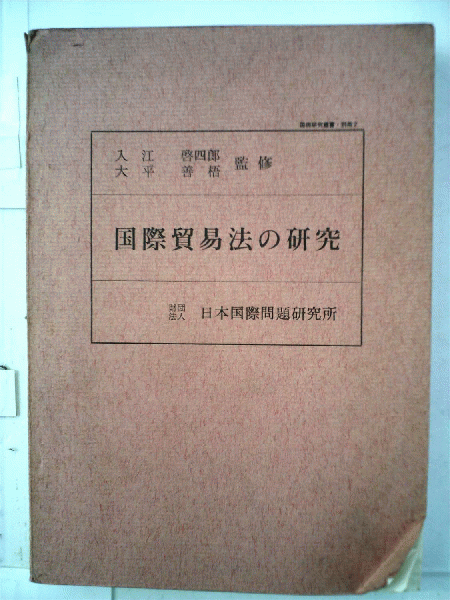 入江 啓四郎
大平 善梧
監修
国際貿易法の研究
財団
法人
日本国際問題研究所